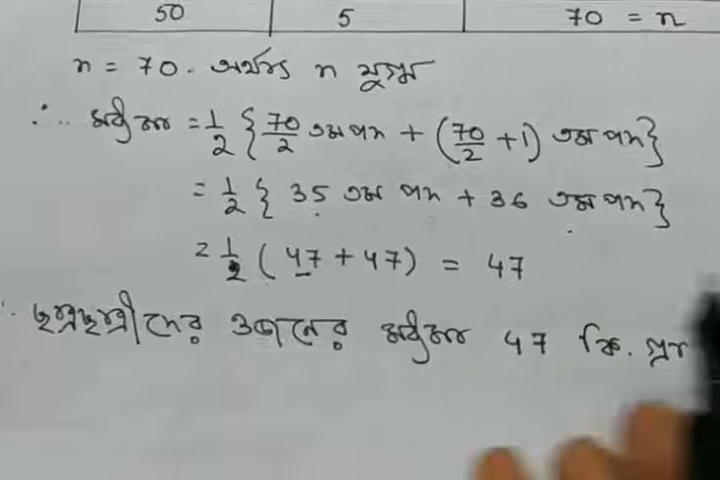 50 5 70 = n
n = 70. অর্থাৎ n যুগ্ম
∴ মধ্যমা = 1/2 {70/2 তম পদ + (70/2 + 1) তম পদ}
= 1/2 { 35 তম পদ + 36 তম পদ}
= 1/2 ( 47 + 47) = 47
∴ ছাত্রছাত্রীদের ওজনের মধ্যমা 47 কি. গ্রা